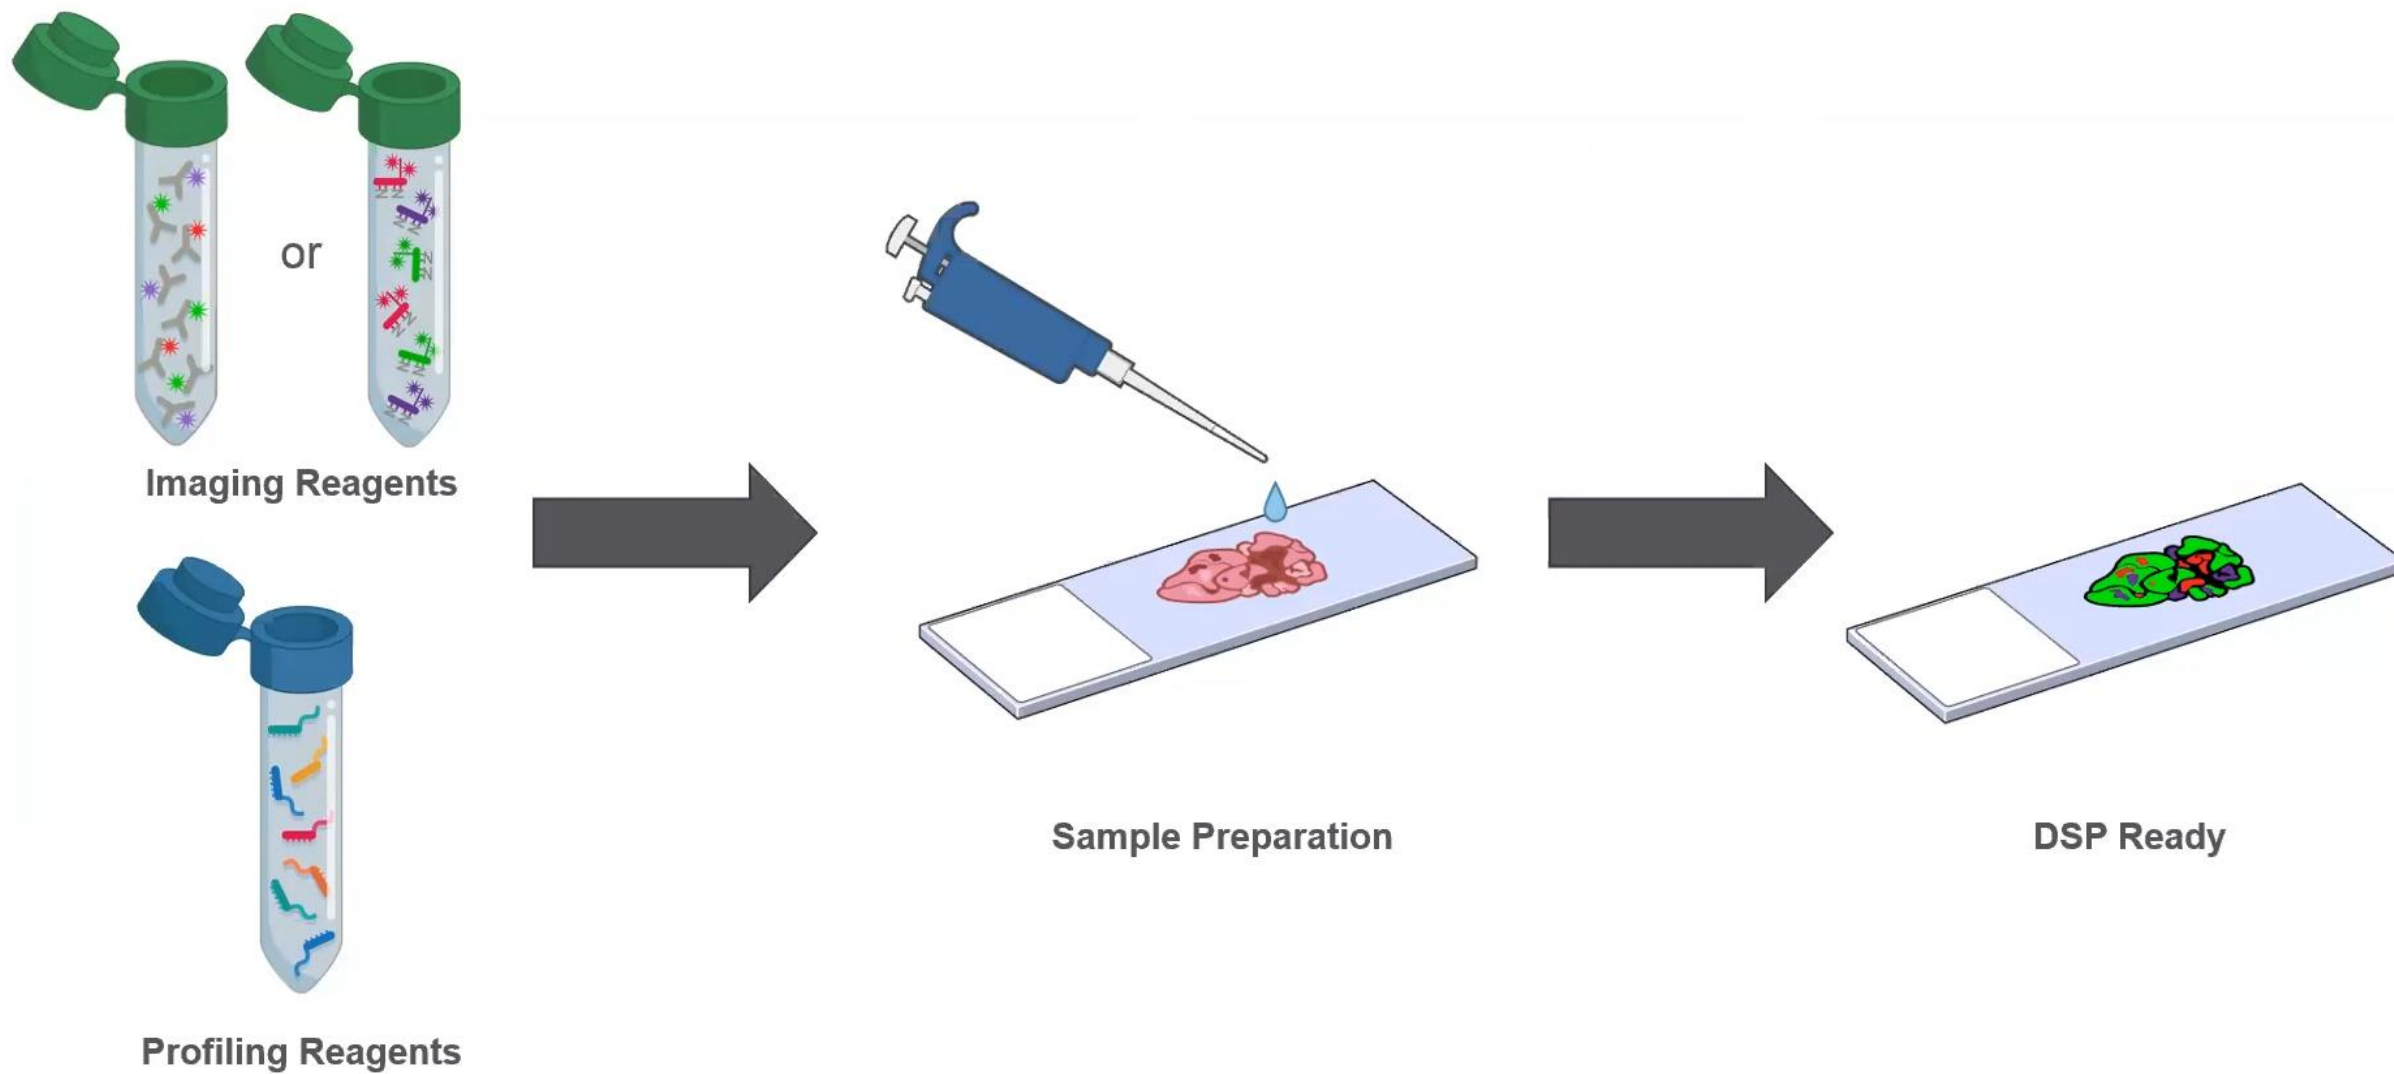 or
Imaging Reagents
Profiling Reagents
Sample Preparation
DSP Ready